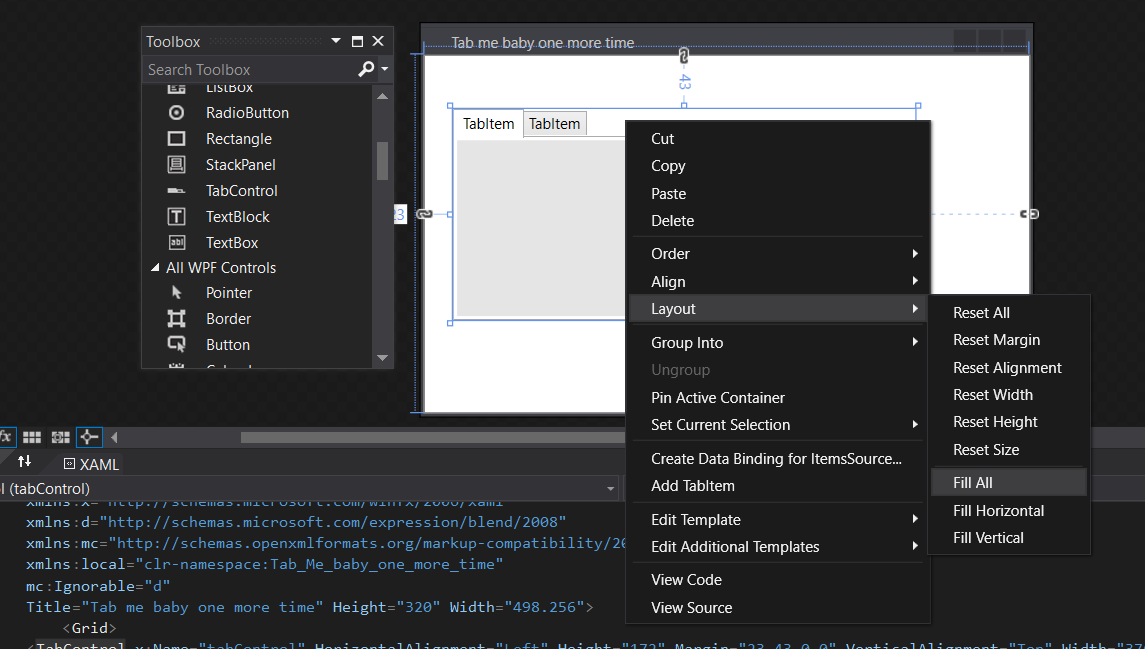 Toolbox
Search Toolbox
ListBox
RadioButton
Rectangle
StackPanel
TabControl
TextBlock
TextBox
All WPF Controls
Pointer
Border
Button
Tab me baby one more time
43
TabItem TabItem
23
Cut
Copy
Paste
Delete
Order
Align
Layout
Group Into
Ungroup
Pin Active Container
Set Current Selection
Create Data Binding for ItemsSource...
Add TabItem
Edit Template
Edit Additional Templates
View Code
View Source
Reset All
Reset Margin
Reset Alignment
Reset Width
Reset Height
Reset Size
Fill All
Fill Horizontal
Fill Vertical
fx
XAML
(tabControl)
xmlns:x="http://schemas.microsoft.com/winfx/2006/xaml"
xmlns:d="http://schemas.microsoft.com/expression/blend/2008"
xmlns:mc="http://schemas.openxmlformats.org/markup-compatibility/20
xmlns:local="clr-namespace:Tab_Me_baby_one_more_time"
mc:Ignorable="d"
Title="Tab me baby one more time" Height="320" Width="498.256">
<Grid>
<TabControl x:Name="tabControl" HorizontalAlignment="Left" Height="172" Margin="23,43,0,0" VerticalAlignment="Top" Width="37